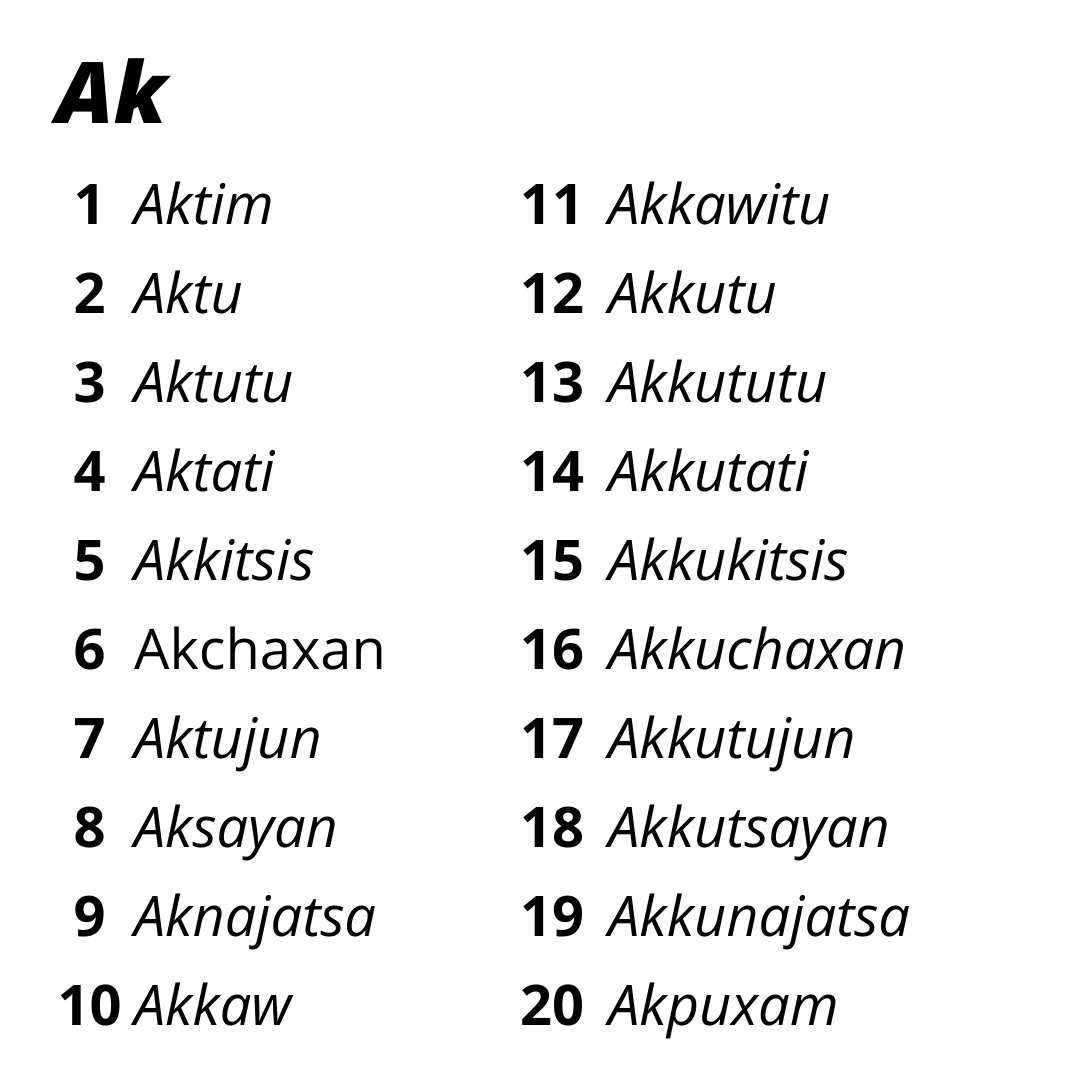 Ak
1 Aktim
2 Aktu
3 Aktutu
4 Aktati
5 Akkitsis
6 Akchaxan
7 Aktujun
8 Aksayan
9 Aknajatsa
10 Akkaw
11 Akkawitu
12 Akkutu
13 Akkututu
14 Akkutati
15 Akkukitsis
16 Akkuchaxan
17 Akkutujun
18 Akkutsayan
19 Akkunajatsa
20 Akpuxam